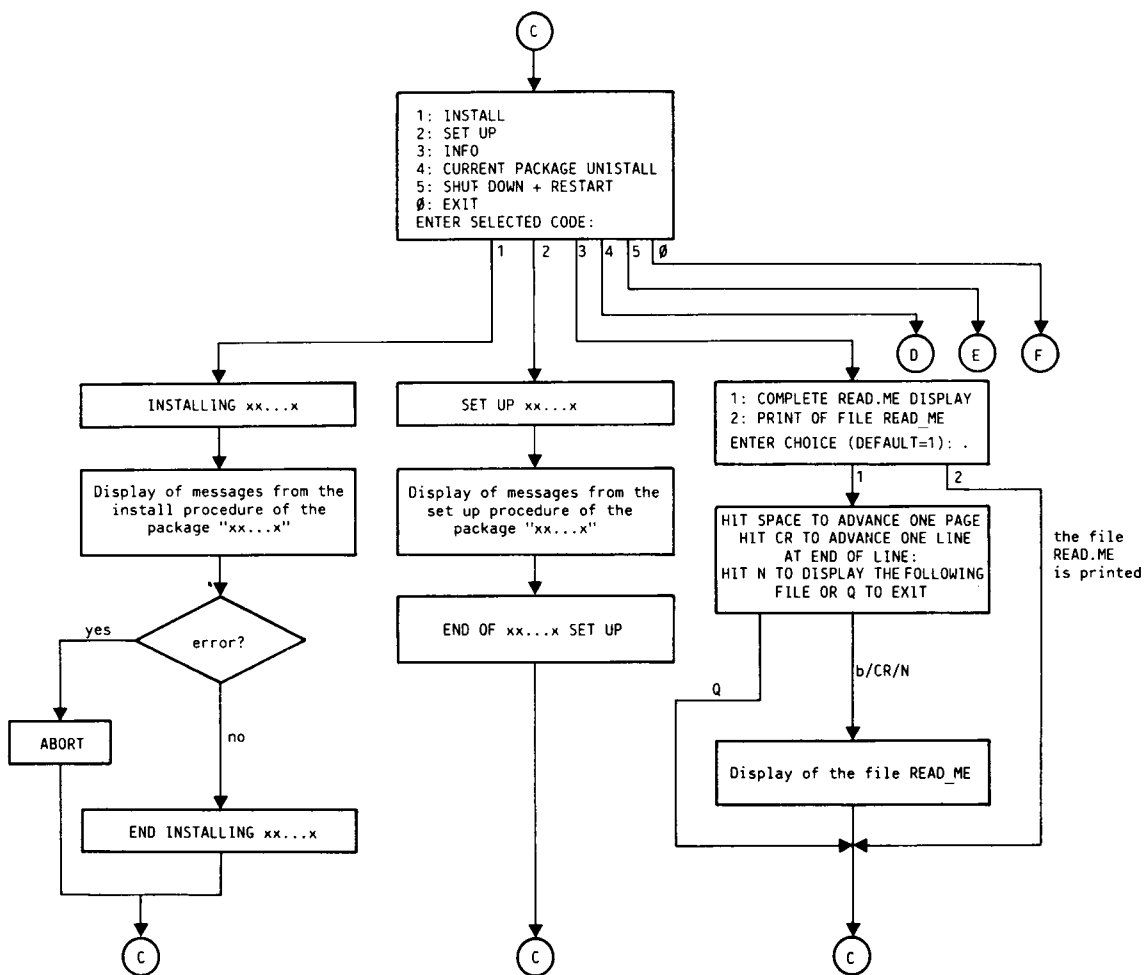 C
1: INSTALL
2: SET UP
3: INFO
4: CURRENT PACKAGE UNISTALL
5: SHUT DOWN + RESTART
Ø: EXIT
ENTER SELECTED CODE:
1
2
3
4
5
Ø
D
E
F
INSTALLING xx...x
SET UP xx...x
1: COMPLETE READ.ME DISPLAY
2: PRINT OF FILE READ_ME
ENTER CHOICE (DEFAULT=1): .
1
2
Display of messages from the
install procedure of the
package "xx...x"
Display of messages from the
set up procedure of the
package "xx...x"
HIT SPACE TO ADVANCE ONE PAGE
HIT CR TO ADVANCE ONE LINE
AT END OF LINE:
HIT N TO DISPLAY THE FOLLOWING
FILE OR Q TO EXIT
the file
READ.ME
is printed
error?
yes
no
END OF xx...x SET UP
Q
b/CR/N
ABORT
Display of the file READ_ME
END INSTALLING xx...x
C
C
C